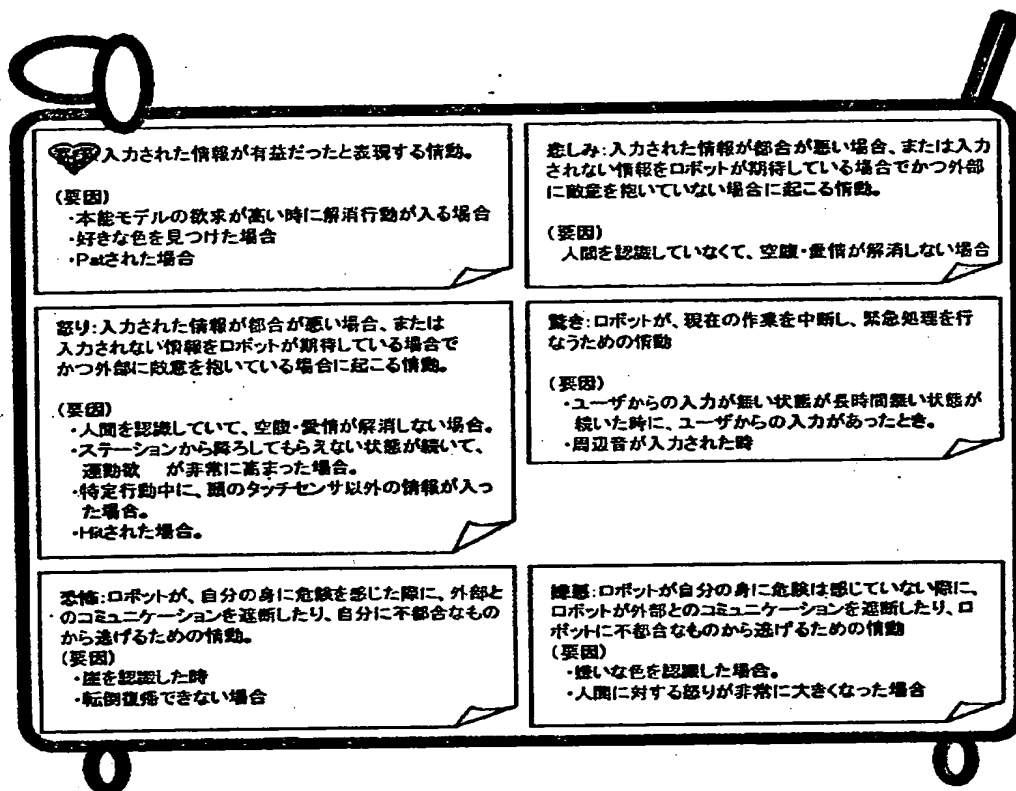 入力された情報が有益だったと表現する情動。
(要因)
・本能モデルの欲求が高い時に解消行動が入る場合
・好きな色を見つけた場合
・Patされた場合
悲しみ:入力された情報が都合が悪い場合、または入力
されない情報をロボットが期待している場合でかつ外部
に敵意を抱いていない場合に起こる情動。
(要因)
人間を認識していなくて、空腹・愛情が解消しない場合
怒り:入力された情報が都合が悪い場合、または
入力されない情報をロボットが期待している場合で
かつ外部に敵意を抱いている場合に起こる情動。
(要因)
・人間を認識していて、空腹・愛情が解消しない場合。
・ステーションから降ろしてもらえない状態が続いて、
運動欲 が非常に高まった場合。
・特定行動中に、頭のタッチセンサ以外の情報が入っ
た場合。
・Hitされた場合。
驚き:ロボットが、現在の作業を中断し、緊急処理を行
なうための情動
(要因)
・ユーザからの入力が無い状態が長時間無い状態が
続いた時に、ユーザからの入力があったとき。
・周辺音が入力された時
恐怖:ロボットが、自分の身に危険を感じた際に、外部と
のコミュニケーションを遮断したり、自分に不都合なもの
から逃げるための情動。
(要因)
・崖を認識した時
・転倒復帰できない場合
嫌悪:ロボットが自分の身に危険は感じていない際に、
ロボットが外部とのコミュニケーションを遮断したり、ロ
ボットに不都合なものから逃げるための情動
(要因)
・嫌いな色を認識した場合。
・人間に対する怒りが非常に大きくなった場合